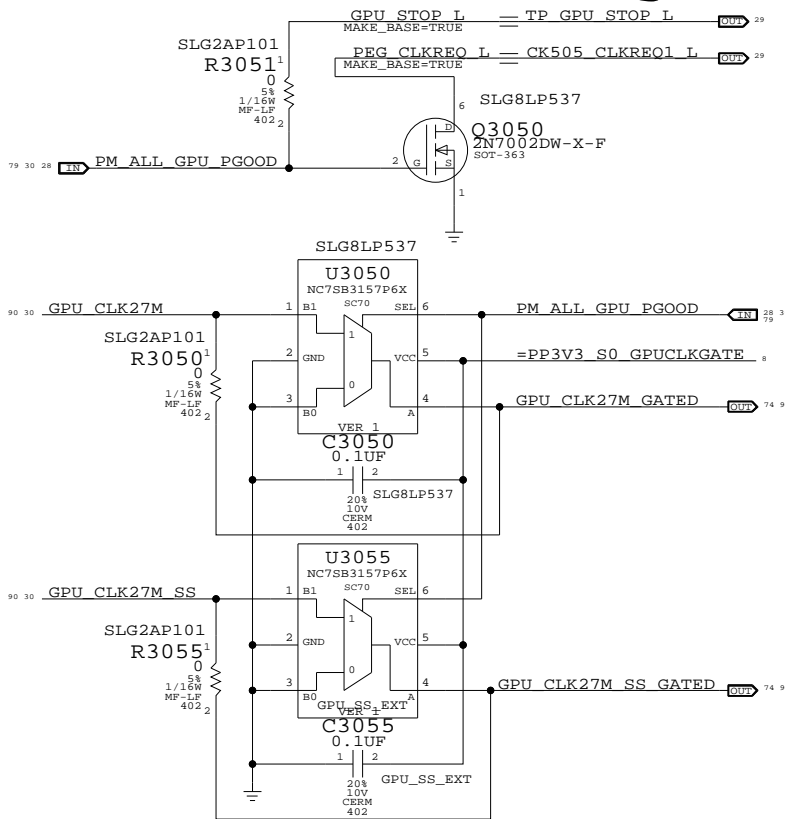 GPU_STOP_L TP_GPU_STOP_L OUT 29
MAKE_BASE=TRUE
PEG_CLKREQ_L CK505_CLKREQ1_L OUT 29
MAKE_BASE=TRUE
SLG2AP101
R3051 1
0
5%
1/16W
MF-LF
402 2
6 SLG8LP537
D
Q3050
2N7002DW-X-F
SOT-363
79 30 28 IN PM_ALL_GPU_PGOOD 2 G S
1
SLG8LP537
U3050
NC7SB3157P6X
90 30 GPU_CLK27M 1 B1 SC70 SEL 6 PM_ALL_GPU_PGOOD IN 28 3
79
1
SLG2AP101
R3050 1
0
5%
1/16W
MF-LF
402 2
2 GND VCC 5 =PP3V3_S0_GPUCLKGATE 8
0
3 B0 A 4 GPU_CLK27M_GATED OUT 74 9
VER 1
C3050
0.1UF
1 2
20%
10V
CERM
402
SLG8LP537
U3055
NC7SB3157P6X
90 30 GPU_CLK27M_SS 1 B1 SC70 SEL 6
1
SLG2AP101
R3055 1
0
5%
1/16W
MF-LF
402 2
2 GND VCC 5
0
3 B0 A 4 GPU_CLK27M_SS_GATED OUT 74 9
GPU_SS_EXT
VER 1
C3055
0.1UF
1 2
20%
10V
CERM
402
GPU_SS_EXT